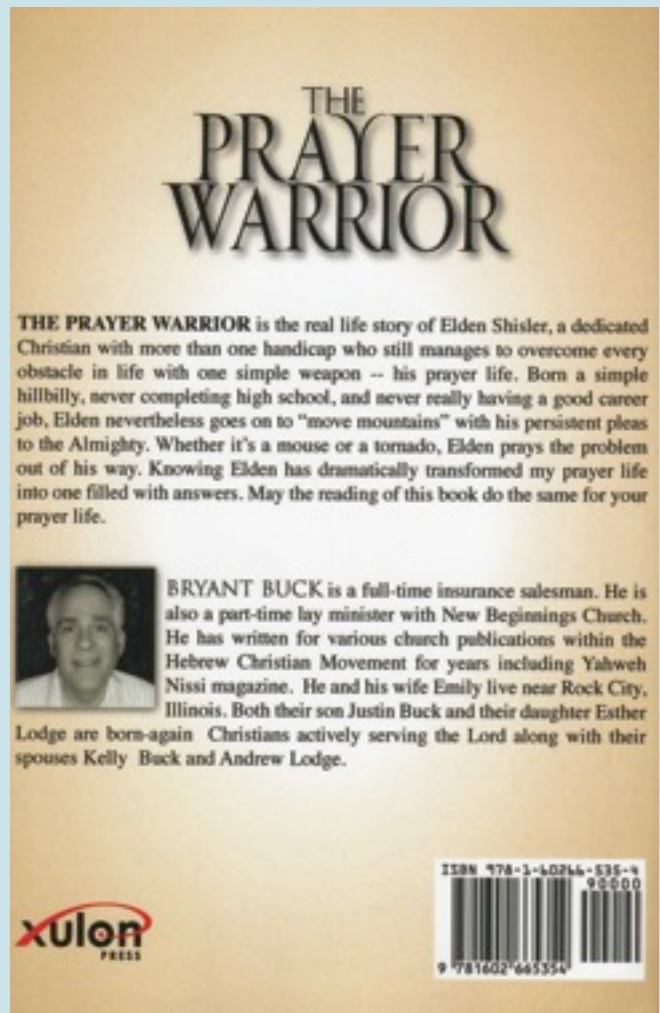 THE
PRAYER
WARRIOR
THE PRAYER WARRIOR is the real life story of Elden Shisler, a dedicated
Christian with more than one handicap who still manages to overcome every
obstacle in life with one simple weapon -- his prayer life. Born a simple
hillbilly, never completing high school, and never really having a good career
job, Elden nevertheless goes on to “move mountains” with his persistent pleas
to the Almighty. Whether it’s a mouse or a tornado, Elden prays the problem
out of his way. Knowing Elden has dramatically transformed my prayer life
into one filled with answers. May the reading of this book do the same for your
prayer life.
BRYANT BUCK is a full-time insurance salesman. He is
also a part-time lay minister with New Beginnings Church.
He has written for various church publications within the
Hebrew Christian Movement for years including Yahweh
Nissi magazine. He and his wife Emily live near Rock City,
Illinois. Both their son Justin Buck and their daughter Esther
Lodge are born-again Christians actively serving the Lord along with their
spouses Kelly Buck and Andrew Lodge.
ISBN 978-1-60266-535-4
90000
9 781602 665354
xulon
PRESS